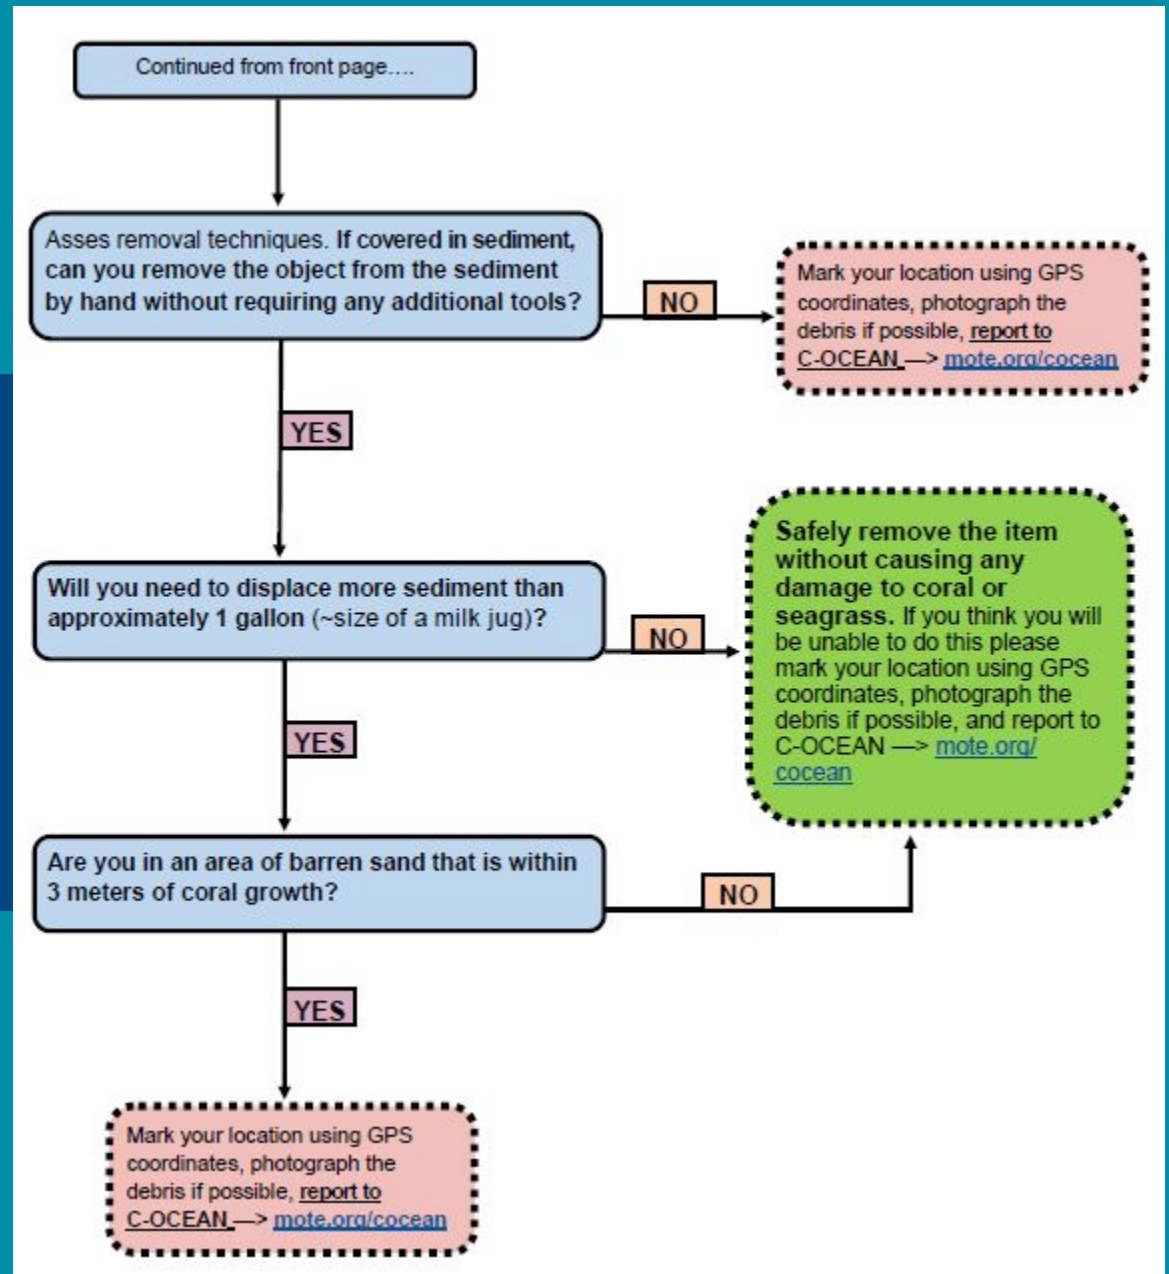 Continued from front page....
Asses removal techniques. If covered in sediment,
can you remove the object from the sediment
by hand without requiring any additional tools?
NO
Mark your location using GPS
coordinates, photograph the
debris if possible, report to
C-OCEAN —> mote.org/cocean
YES
Will you need to displace more sediment than
approximately 1 gallon (~size of a milk jug)?
NO
Safely remove the item
without causing any
damage to coral or
seagrass. If you think you will
be unable to do this please
mark your location using GPS
coordinates, photograph the
debris if possible, and report to
C-OCEAN —> mote.org/
cocean
YES
Are you in an area of barren sand that is within
3 meters of coral growth?
NO
YES
Mark your location using GPS
coordinates, photograph the
debris if possible, report to
C-OCEAN —> mote.org/cocean